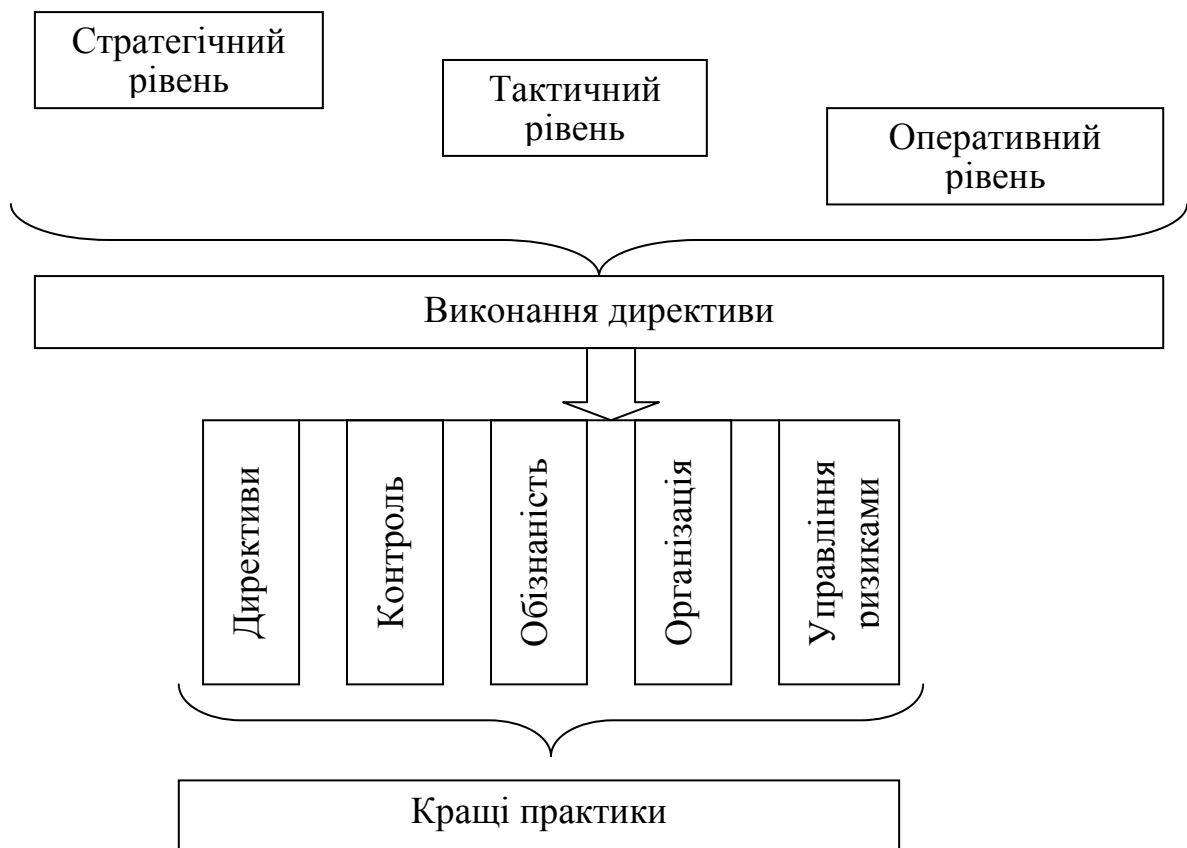 Стратегічний
рівень
Тактичний
рівень
Оперативний
рівень
Виконання директиви
Директиви
Контроль
Обізнаність
Організація
Управління
ризиками
Кращі практики